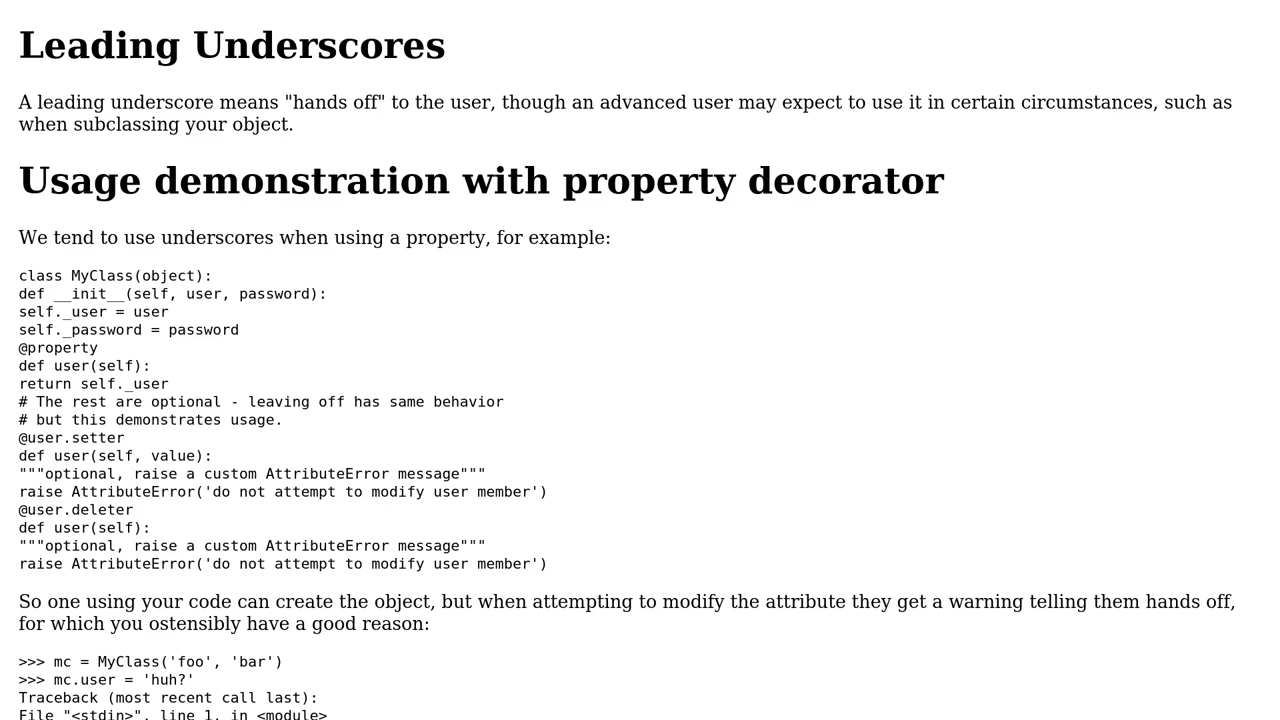 Leading Underscores
A leading underscore means "hands off" to the user, though an advanced user may expect to use it in certain circumstances, such as
when subclassing your object.
Usage demonstration with property decorator
We tend to use underscores when using a property, for example:
class MyClass(object):
def __init__(self, user, password):
self._user = user
self._password = password
@property
def user(self):
return self._user
# The rest are optional - leaving off has same behavior
# but this demonstrates usage.
@user.setter
def user(self, value):
"""optional, raise a custom AttributeError message"""
raise AttributeError('do not attempt to modify user member')
@user.deleter
def user(self):
"""optional, raise a custom AttributeError message"""
raise AttributeError('do not attempt to modify user member')
So one using your code can create the object, but when attempting to modify the attribute they get a warning telling them hands off,
for which you ostensibly have a good reason:
>>> mc = MyClass('foo', 'bar')
>>> mc.user = 'huh?'
Traceback (most recent call last):
File "<stdin>", line 1, in <module>